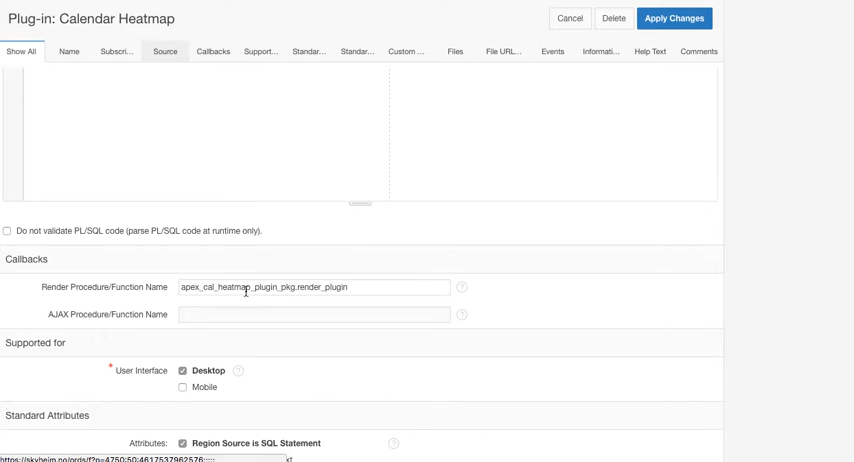 Plug-in: Calendar Heatmap
Cancel
Delete
Apply Changes
Show All
Name
Subscri...
Source
Callbacks
Support...
Standar...
Standar...
Custom ...
Files
File URL...
Events
Informati...
Help Text
Comments
Do not validate PL/SQL code (parse PL/SQL code at runtime only).
Callbacks
Render Procedure/Function Name
apex_cal_heatmap_plugin_pkg.render_plugin
?
AJAX Procedure/Function Name
?
Supported for
* User Interface
Desktop
?
Mobile
Standard Attributes
Attributes:
Region Source is SQL Statement
?
https://skyheim.no/ords/f?p=4750:50:4617537962576:::::